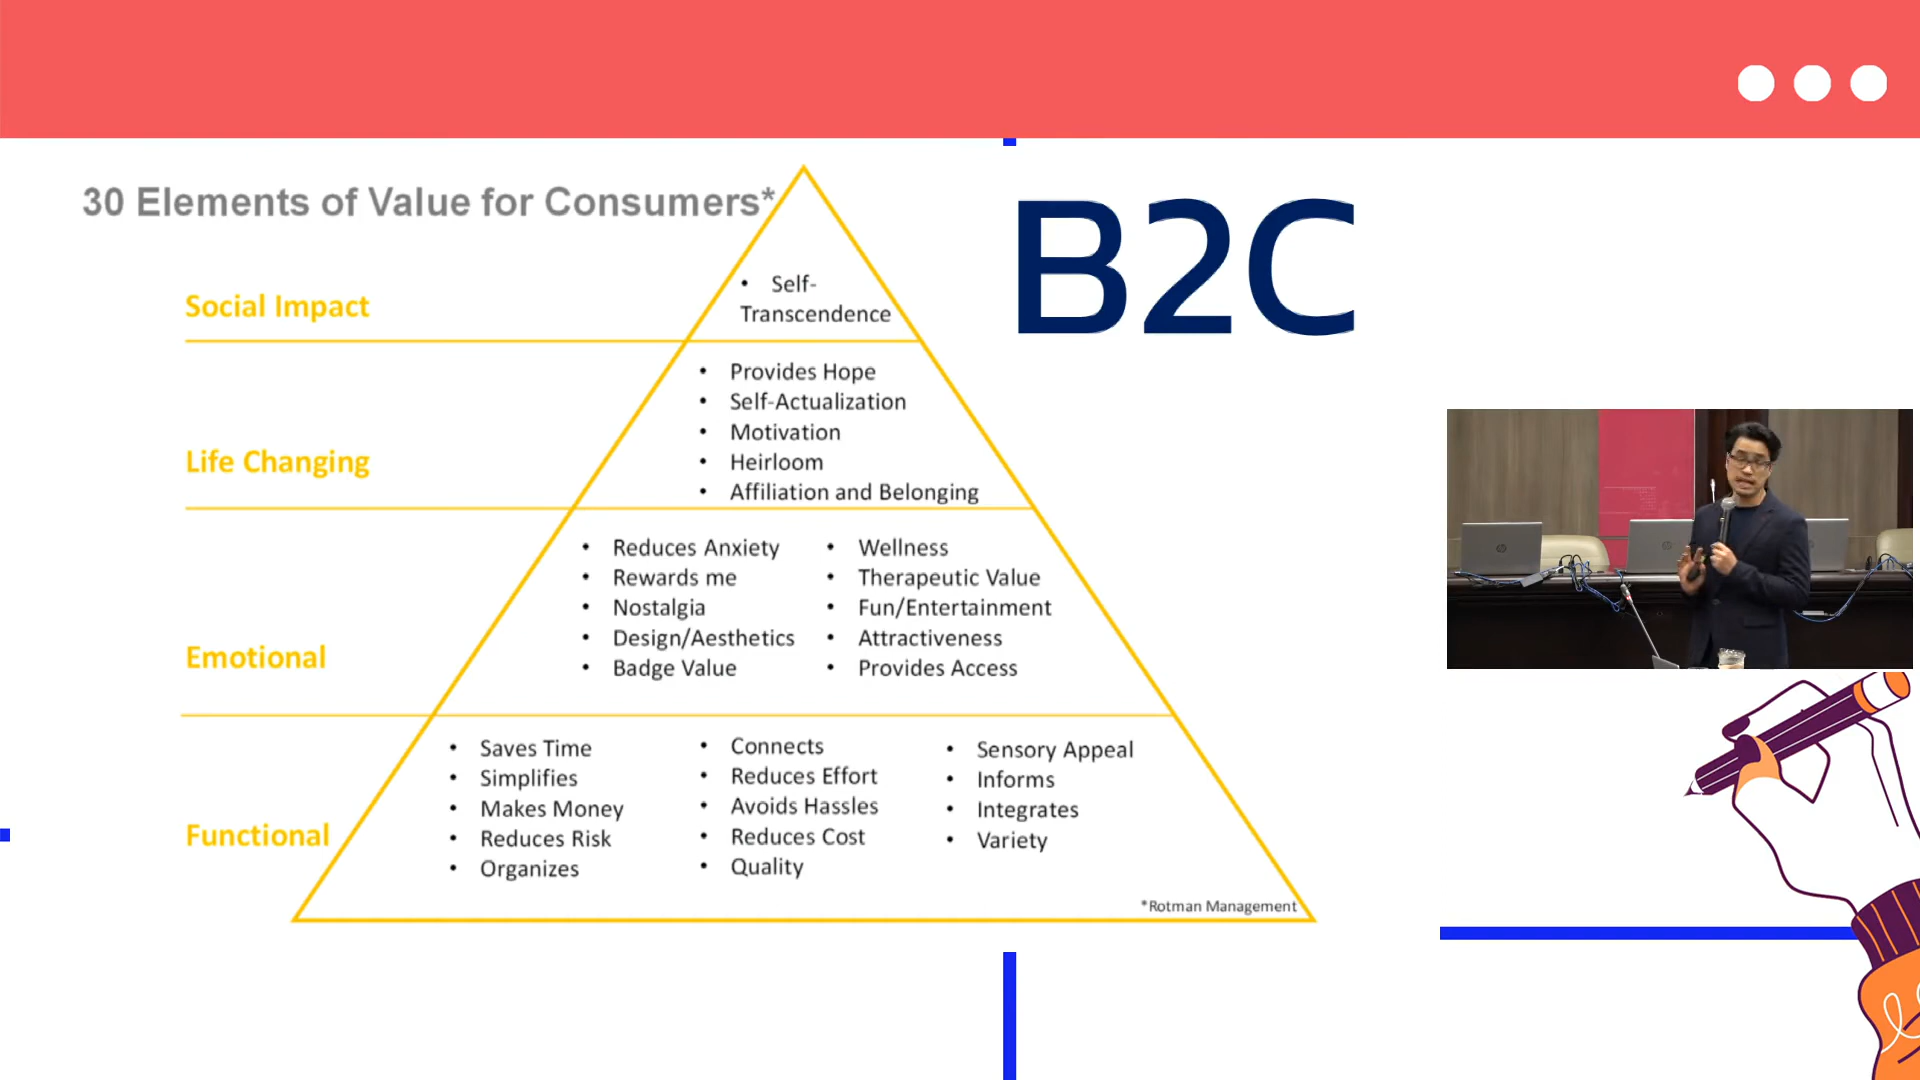 30 Elements of Value for Consumers*
B2C
Social Impact
• Self-
Transcendence
Life Changing
• Provides Hope
• Self-Actualization
• Motivation
• Heirloom
• Affiliation and Belonging
Emotional
• Reduces Anxiety
• Rewards me
• Nostalgia
• Design/Aesthetics
• Badge Value
• Wellness
• Therapeutic Value
• Fun/Entertainment
• Attractiveness
• Provides Access
Functional
• Saves Time
• Simplifies
• Makes Money
• Reduces Risk
• Organizes
• Connects
• Reduces Effort
• Avoids Hassles
• Reduces Cost
• Quality
• Sensory Appeal
• Informs
• Integrates
• Variety
*Rotman Management